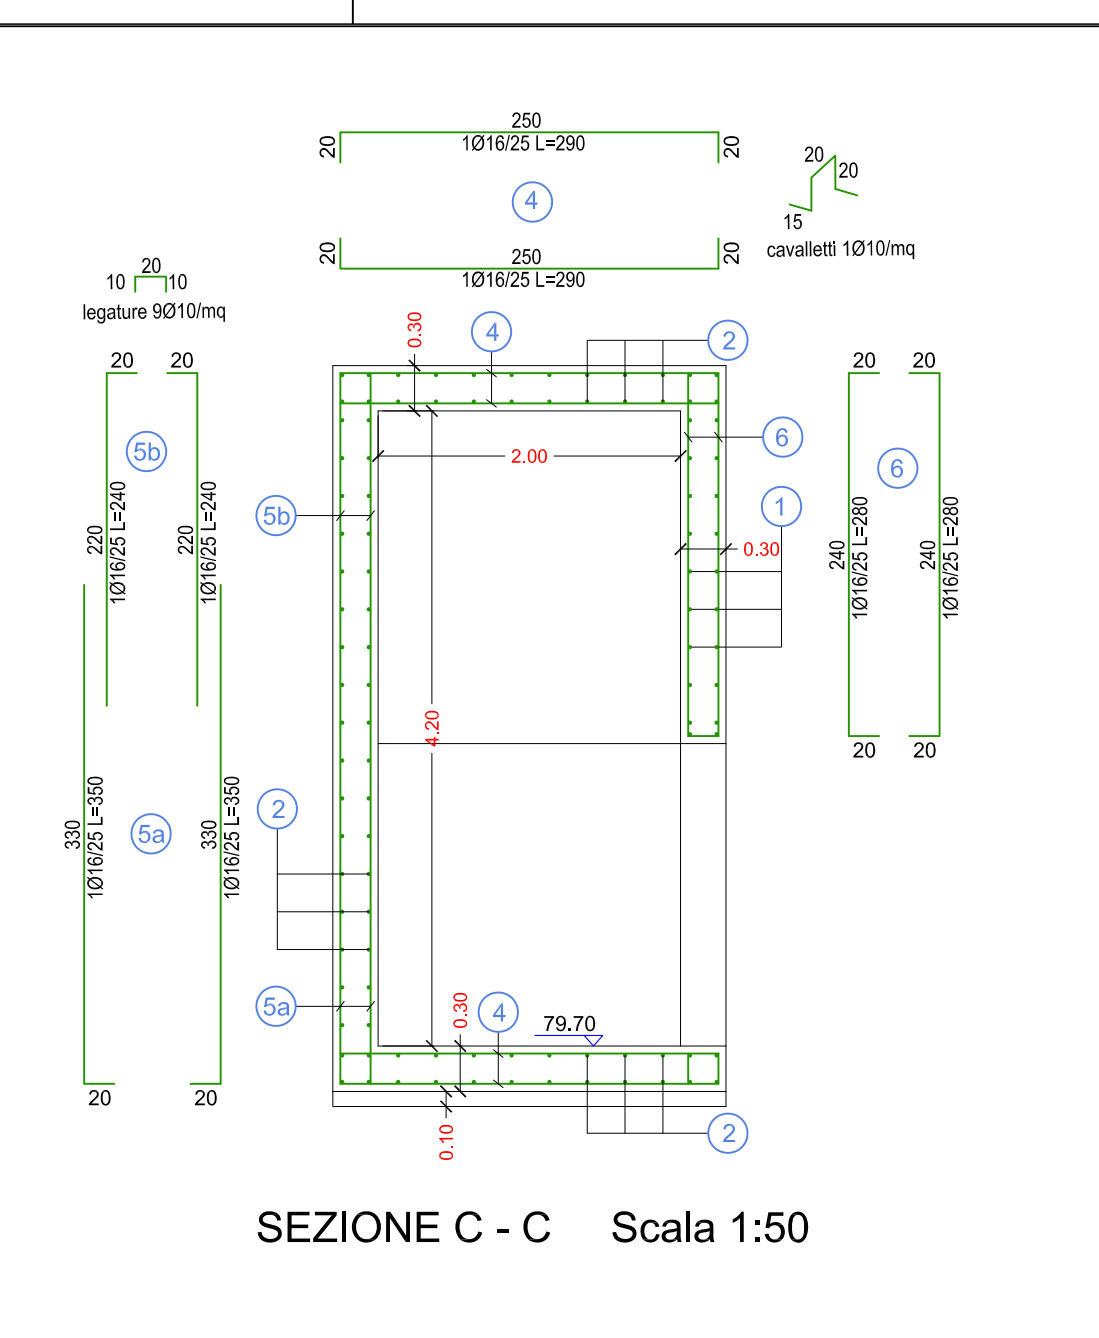 250
20
1Ø16/25 L=290
20
4
20
250
20
1Ø16/25 L=290
20
20
15
cavalletti 1Ø10/mq
20
10
10
legature 9Ø10/mq
20
20
5b
220
1Ø16/25 L=240
220
1Ø16/25 L=240
330
1Ø16/25 L=350
5a
330
1Ø16/25 L=350
20
20
0.30
4
2
6
2.00
5b
1
0.30
4.20
2
5a
0.30
4
79.70
0.10
2
20
20
6
240
1Ø16/25 L=280
240
1Ø16/25 L=280
20
20
SEZIONE C - C
Scala 1:50